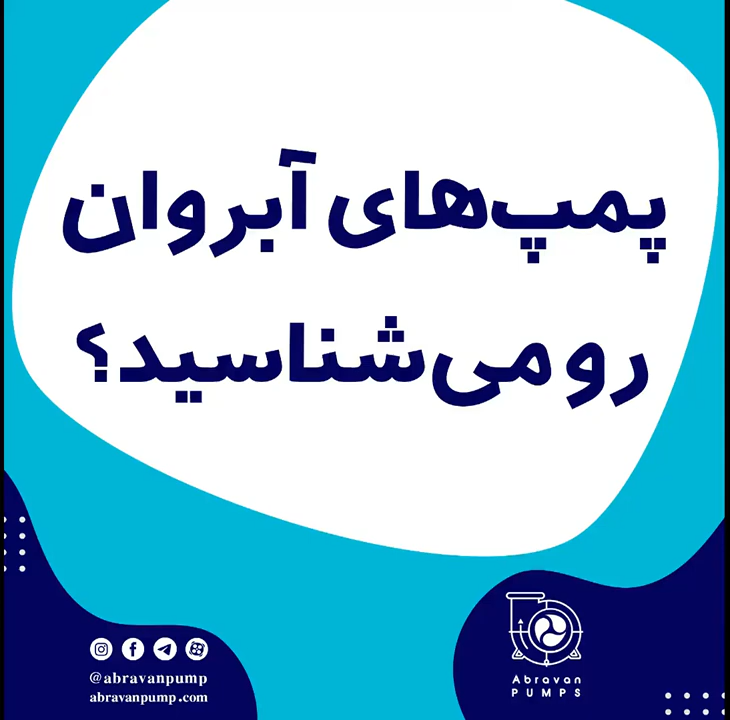 پمپ‌های آبروان
رو می‌شناسید؟
@abravanpump
abravanpump.com
Abravan
PUMPS